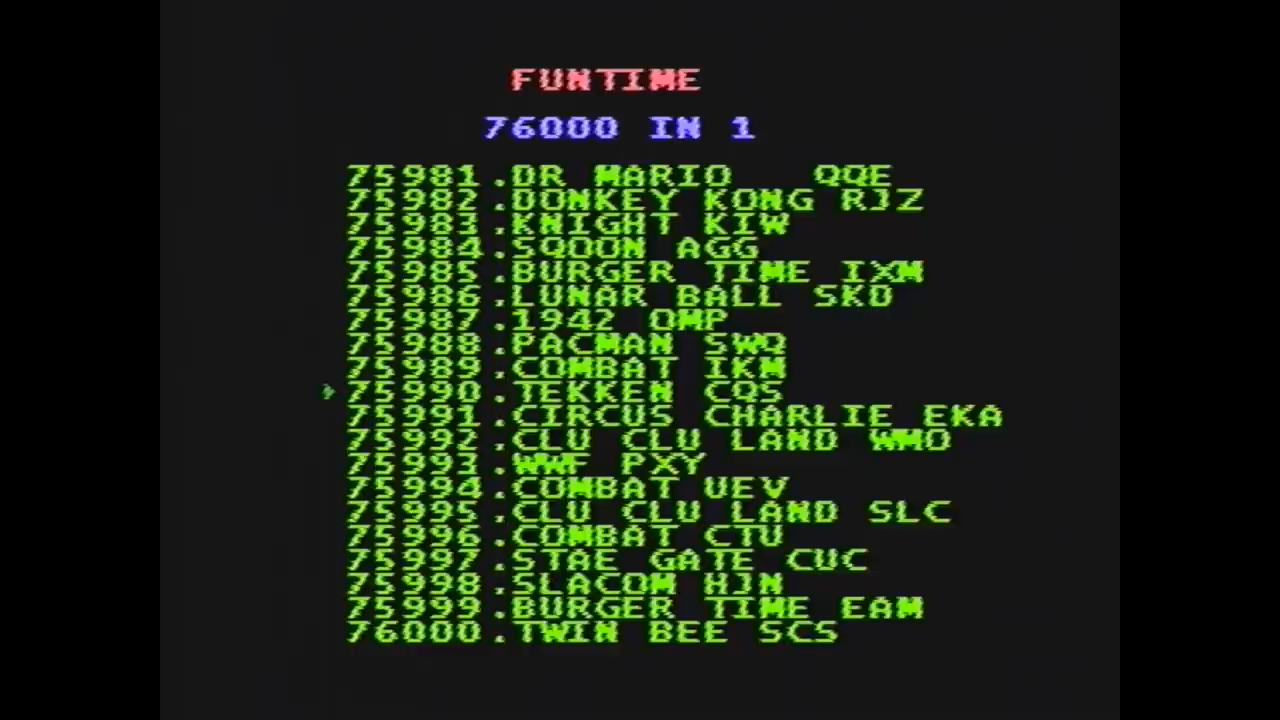 FUNTIME
76000 IN 1
75981.DR MARIO   QQE
75982.DONKEY KONG RJZ
75983.KNIGHT KIW
75984.SQOON AGG
75985.BURGER TIME IXM
75986.LUNAR BALL SKO
75987.1942 OMP
75988.PACMAN SWQ
75989.COMBAT IKM
75990.TEKKEN CQS
75991.CIRCUS CHARLIE EKA
75992.CLU CLU LAND WMO
75993.WWF PXY
75994.COMBAT UEV
75995.CLU CLU LAND SLC
75996.COMBAT CTU
75997.STAE GATE CUC
75998.SLACOM HJN
75999.BURGER TIME EAM
76000.TWIN BEE SCS